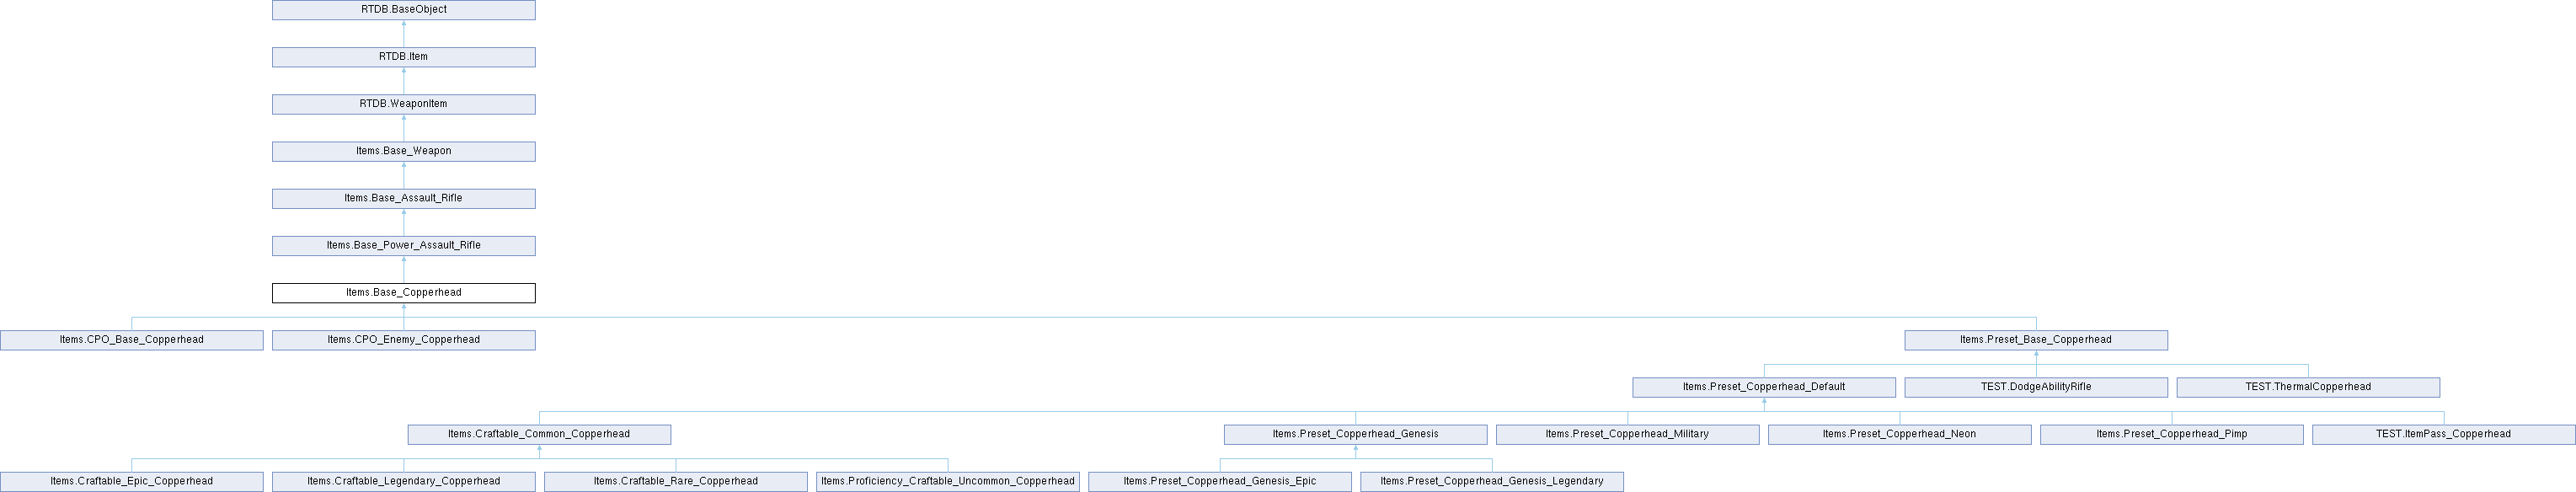 RTDB.BaseObject
RTDB.Item
RTDB.WeaponItem
Items.Base_Weapon
Items.Base_Assault_Rifle
Items.Base_Power_Assault_Rifle
Items.Base_Copperhead
Items.CPO_Base_Copperhead
Items.CPO_Enemy_Copperhead
Items.Preset_Base_Copperhead
Items.Preset_Copperhead_Default
TEST.DodgeAbilityRifle
TEST.ThermalCopperhead
Items.Craftable_Common_Copperhead
Items.Preset_Copperhead_Genesis
Items.Preset_Copperhead_Military
Items.Preset_Copperhead_Neon
Items.Preset_Copperhead_Pimp
TEST.ItemPass_Copperhead
Items.Craftable_Epic_Copperhead
Items.Craftable_Legendary_Copperhead
Items.Craftable_Rare_Copperhead
Items.Proficiency_Craftable_Uncommon_Copperhead
Items.Preset_Copperhead_Genesis_Epic
Items.Preset_Copperhead_Genesis_Legendary